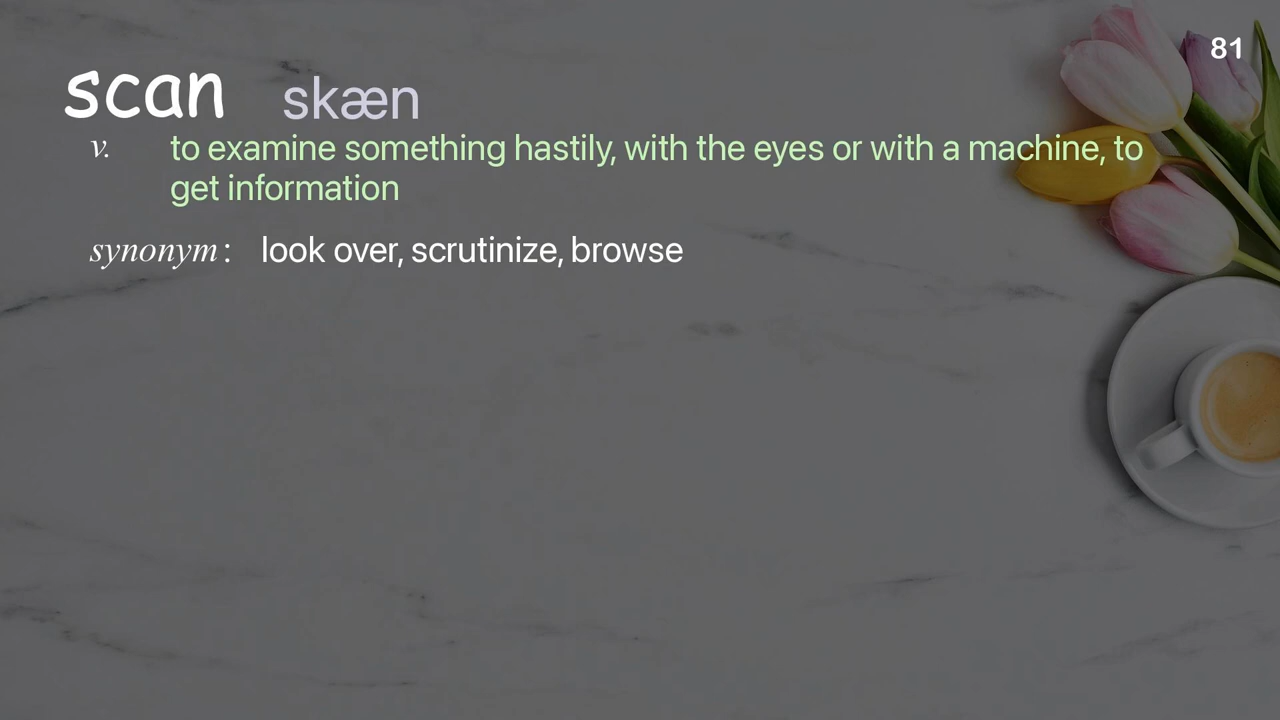 81
scan skæn
v. to examine something hastily, with the eyes or with a machine, to
get information
synonym: look over, scrutinize, browse